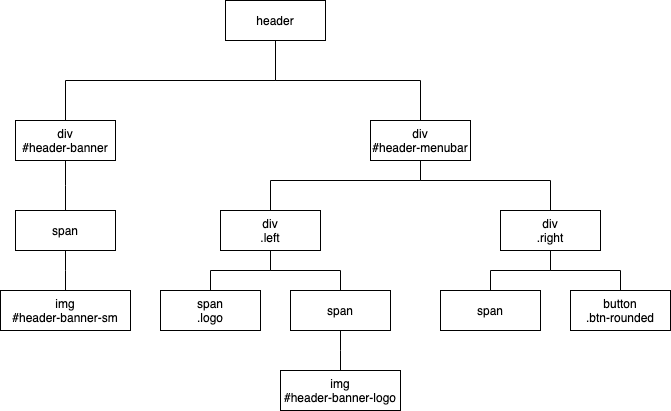 header
div
#header-banner
div
#header-menubar
span
div
.left
div
.right
img
#header-banner-sm
span
.logo
span
span
button
.btn-rounded
img
#header-banner-logo